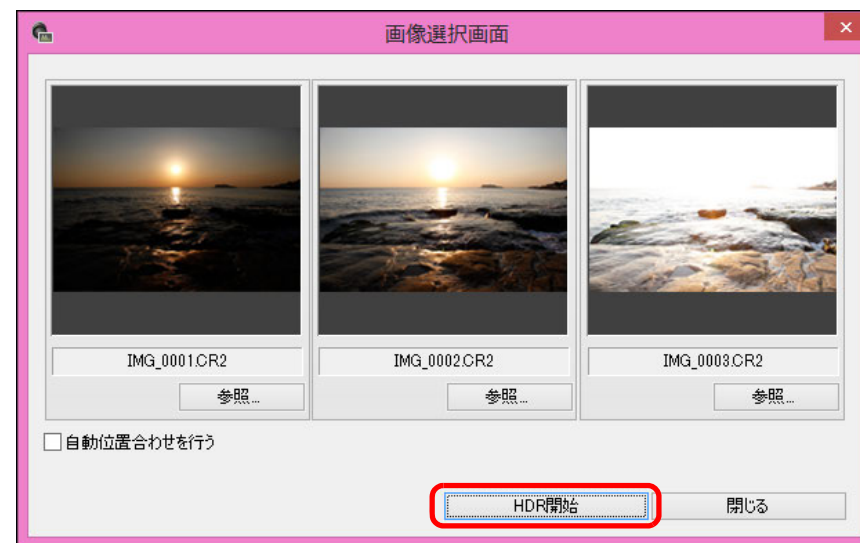 画像選択画面
IMG_0001.CR2
IMG_0002.CR2
IMG_0003.CR2
参照...
参照...
参照...
自動位置合わせを行う
HDR開始
閉じる